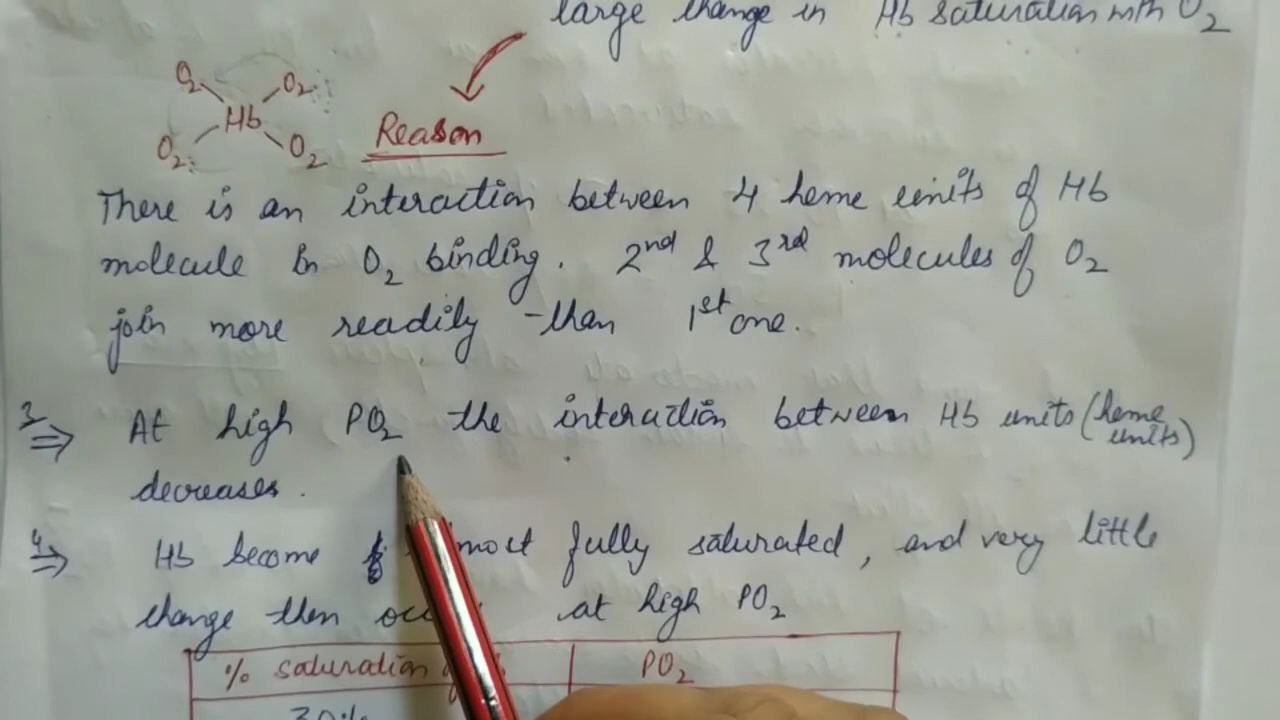 large change in Hb saturation with O2
O2 O2
Hb
O2 O2
Reason
There is an interaction between 4 heme units of Hb
molecule in O2 binding. 2nd & 3rd molecules of O2
join more readily than 1st one.
3⇒ At high PO2 the interaction between Hb units (heme units)
decreases.
4⇒ Hb become most fully saturated, and very little
change then at high PO2
% saturation PO2
30%